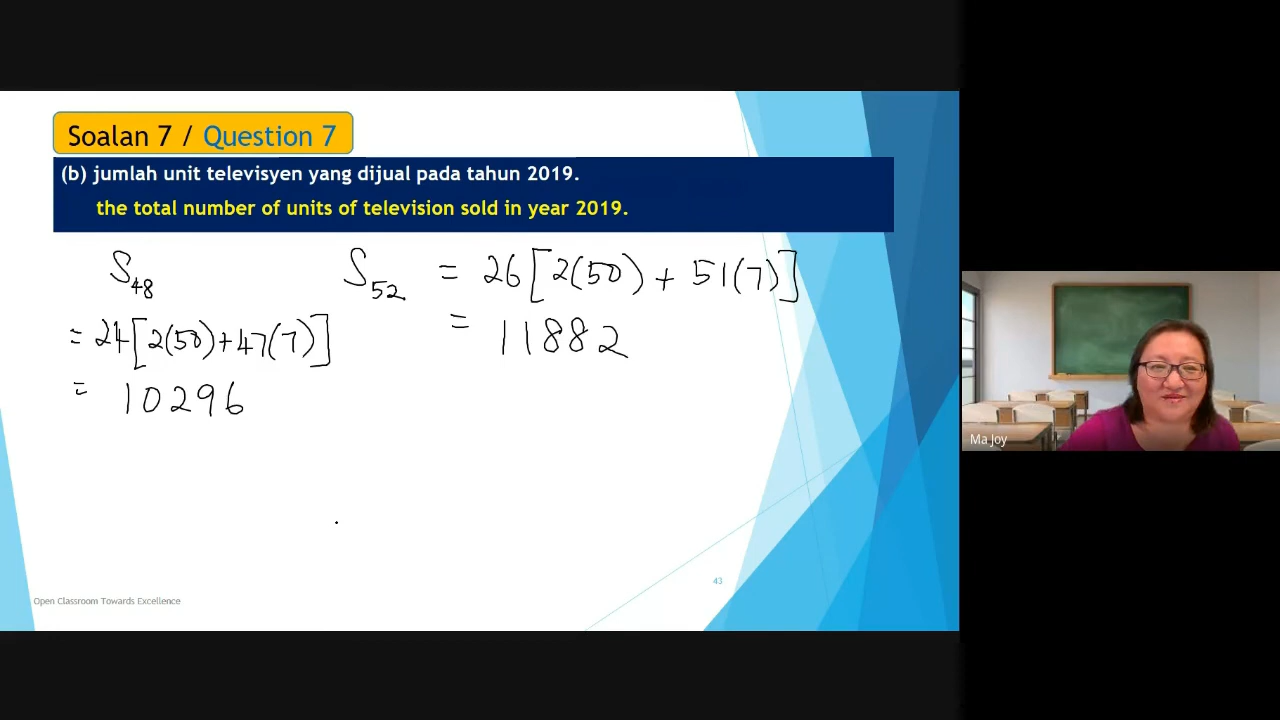 Soalan 7 / Question 7
(b) jumlah unit televisyen yang dijual pada tahun 2019.
the total number of units of television sold in year 2019.
S48
= 24[2(50)+47(7)]
= 10296
S52 = 26[2(50) + 51(7)]
= 11882
43
Open Classroom Towards Excellence
Ma Joy